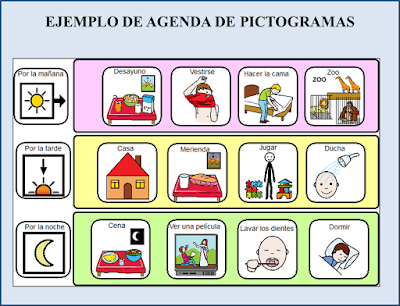 EJEMPLO DE AGENDA DE PICTOGRAMAS
Por la mañana
Desayuno
Vestirse
Hacer la cama
Zoo
ZOO
Por la tarde
Casa
Merienda
Jugar
Ducha
Por la noche
Cena
Ver una película
Lavar los dientes
Dormir